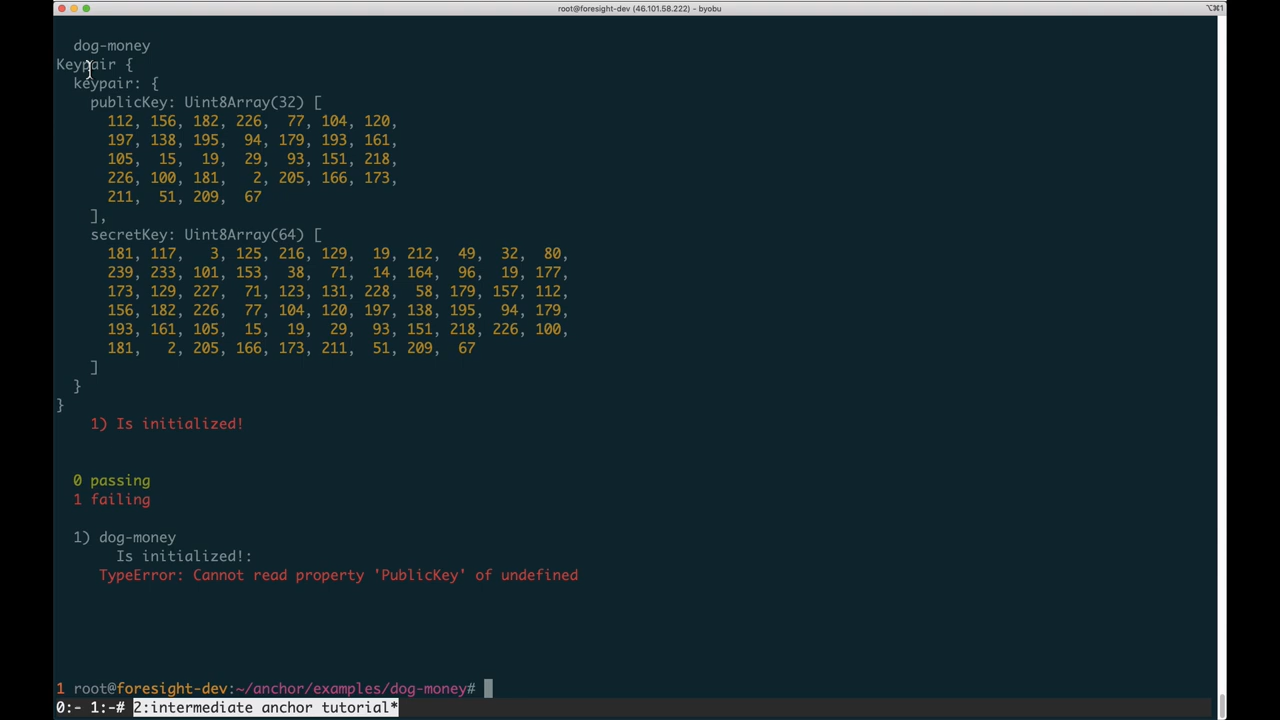 root@foresight-dev (46.101.58.222) - byobu
⌥⌘1
dog-money
Keypair {
keypair: {
publicKey: Uint8Array(32) [
112, 156, 182, 226, 77, 104, 120,
197, 138, 195, 94, 179, 193, 161,
105, 15, 19, 29, 93, 151, 218,
226, 100, 181, 2, 205, 166, 173,
211, 51, 209, 67
],
secretKey: Uint8Array(64) [
181, 117, 3, 125, 216, 129, 19, 212, 49, 32, 80,
239, 233, 101, 153, 38, 71, 14, 164, 96, 19, 177,
173, 129, 227, 71, 123, 131, 228, 58, 179, 157, 112,
156, 182, 226, 77, 104, 120, 197, 138, 195, 94, 179,
193, 161, 105, 15, 19, 29, 93, 151, 218, 226, 100,
181, 2, 205, 166, 173, 211, 51, 209, 67
]
}
}
1) Is initialized!
0 passing
1 failing
1) dog-money
Is initialized!:
TypeError: Cannot read property 'PublicKey' of undefined
1 root@foresight-dev:~/anchor/examples/dog-money#
0:- 1:-# 2:intermediate anchor tutorial*